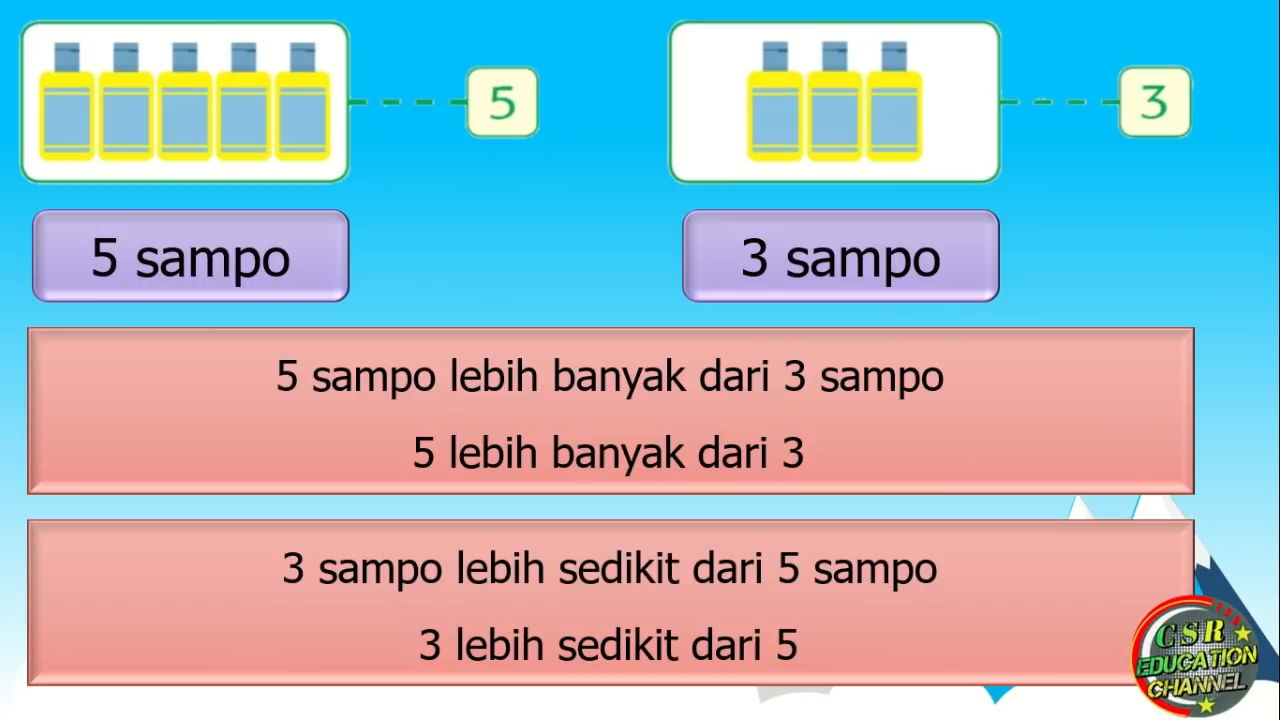 5
3
5 sampo
3 sampo
5 sampo lebih banyak dari 3 sampo
5 lebih banyak dari 3
3 sampo lebih sedikit dari 5 sampo
3 lebih sedikit dari 5
CSR
EDUCATION
CHANNEL